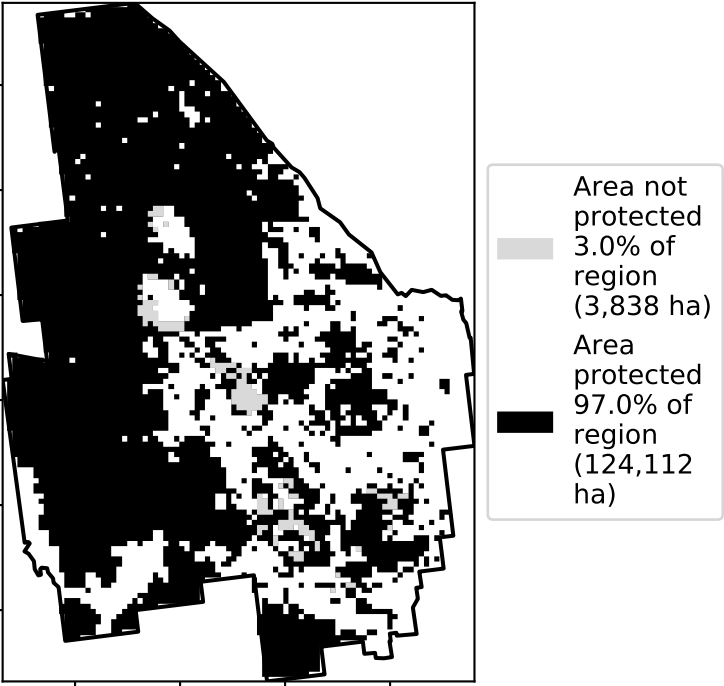 Area not
protected
3.0% of
region
(3,838 ha)
Area
protected
97.0% of
region
(124,112
ha)